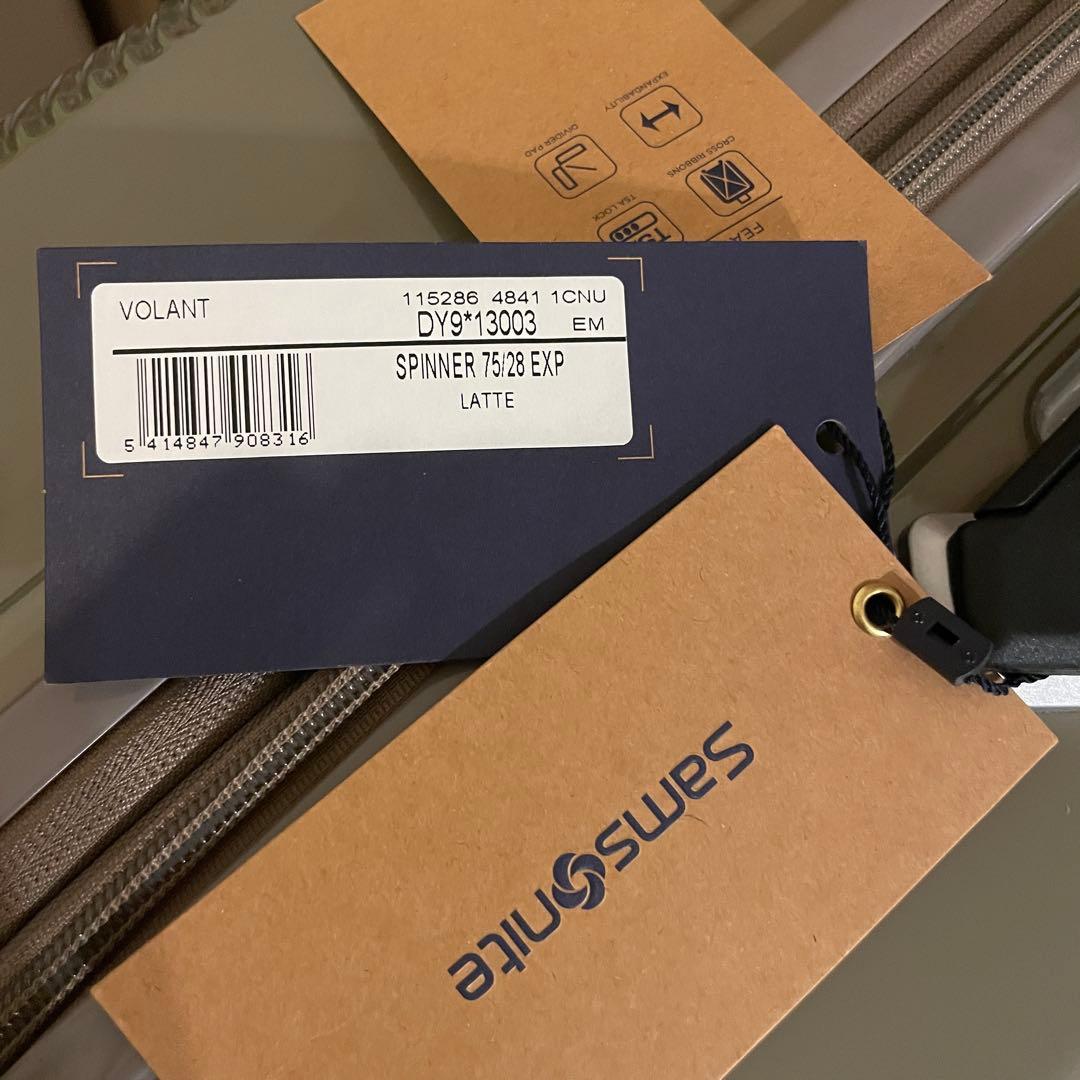 EXPANDABILITY
DIVIDER PAD
CROSS RIBBONS
TSA LOCK
VOLANT
115286 4841 1CNU
DY9*13003 EM
SPINNER 75/28 EXP
LATTE
5 414847 908316
Samsonite